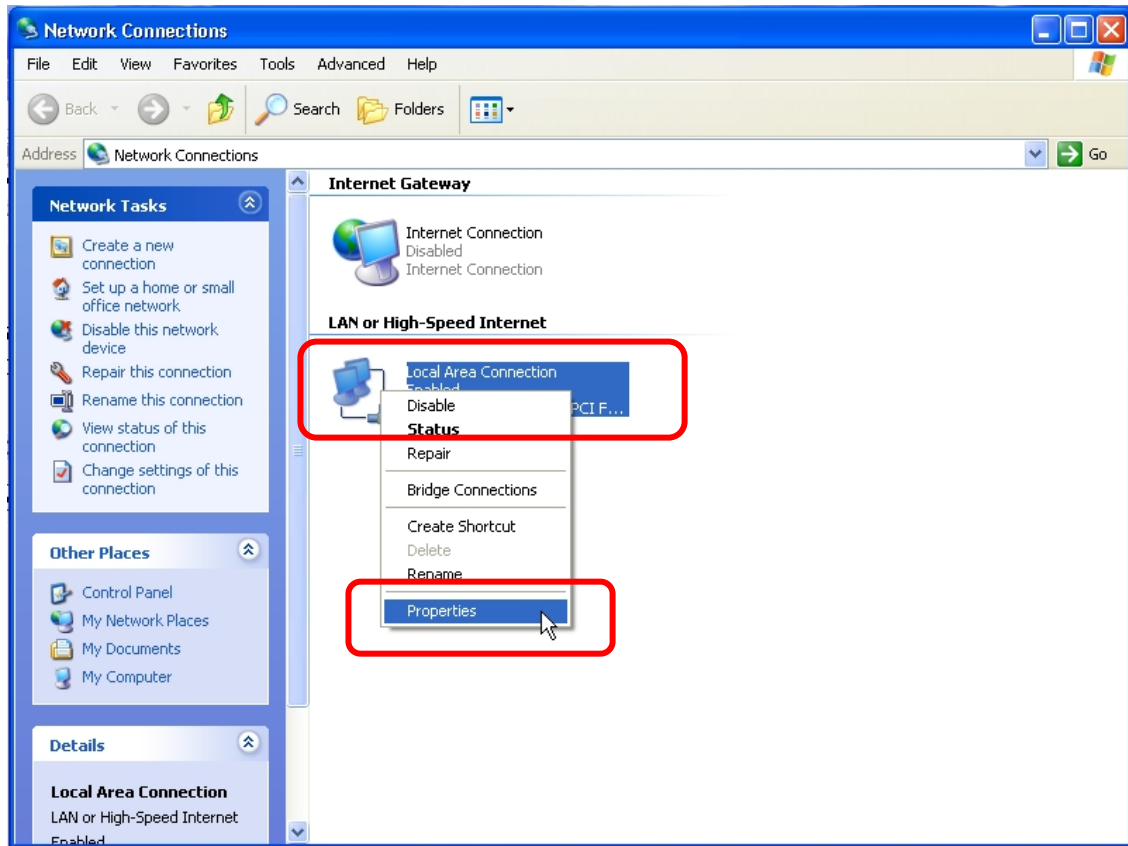 Network Connections
File Edit View Favorites Tools Advanced Help
Back Search Folders
Address Network Connections Go
Network Tasks
Create a new
connection
Set up a home or small
office network
Disable this network
device
Repair this connection
Rename this connection
View status of this
connection
Change settings of this
connection
Other Places
Control Panel
My Network Places
My Documents
My Computer
Details
Local Area Connection
LAN or High-Speed Internet
Enabled
Internet Gateway
Internet Connection
Disabled
Internet Connection
LAN or High-Speed Internet
Local Area Connection
Enabled
PCI F...
Disable
Status
Repair
Bridge Connections
Create Shortcut
Delete
Rename
Properties